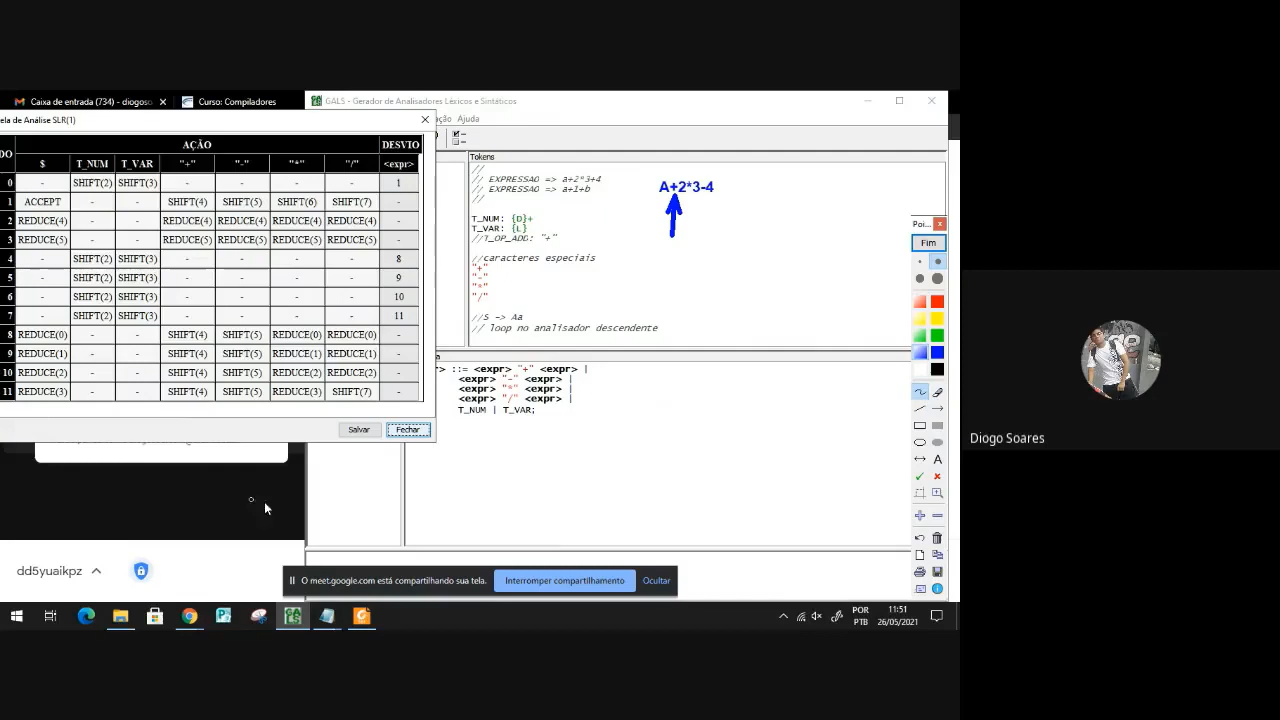 Caixa de entrada (734) - diogoso
Curso: Compiladores
GALS - Gerador de Analisadores Léxicos e Sintáticos
ela de Análise SLR(1)
ação Ajuda
DO AÇÃO DESVIO
$ T_NUM T_VAR "+" "-" "*" "/" <expr>
0 - SHIFT(2) SHIFT(3) - - - - 1
1 ACCEPT - - SHIFT(4) SHIFT(5) SHIFT(6) SHIFT(7) -
2 REDUCE(4) - - REDUCE(4) REDUCE(4) REDUCE(4) REDUCE(4) -
3 REDUCE(5) - - REDUCE(5) REDUCE(5) REDUCE(5) REDUCE(5) -
4 - SHIFT(2) SHIFT(3) - - - - 8
5 - SHIFT(2) SHIFT(3) - - - - 9
6 - SHIFT(2) SHIFT(3) - - - - 10
7 - SHIFT(2) SHIFT(3) - - - - 11
8 REDUCE(0) - - SHIFT(4) SHIFT(5) REDUCE(0) REDUCE(0) -
9 REDUCE(1) - - SHIFT(4) SHIFT(5) REDUCE(1) REDUCE(1) -
10 REDUCE(2) - - SHIFT(4) SHIFT(5) REDUCE(2) REDUCE(2) -
11 REDUCE(3) - - SHIFT(4) SHIFT(5) REDUCE(3) SHIFT(7) -
Salvar Fechar
Tokens
//
// EXPRESSAO => a+2*3+4
// EXPRESSAO => a+1+b
//
A+2*3-4
T_NUM: {D}+
T_VAR: {L}
//T_OP_ADD: "+"
//caracteres especiais
"+"
"-"
"*"
"/"
//S -> Aa
// loop no analisador descendente
a
r> ::= <expr> "+" <expr> |
<expr> "-" <expr> |
<expr> "*" <expr> |
<expr> "/" <expr> |
T_NUM | T_VAR;
Poi...
Fim
A
Diogo Soares
dd5yuaikpz
O meet.google.com está compartilhando sua tela.
Interromper compartilhamento
Ocultar
POR
PTB
11:51
26/05/2021